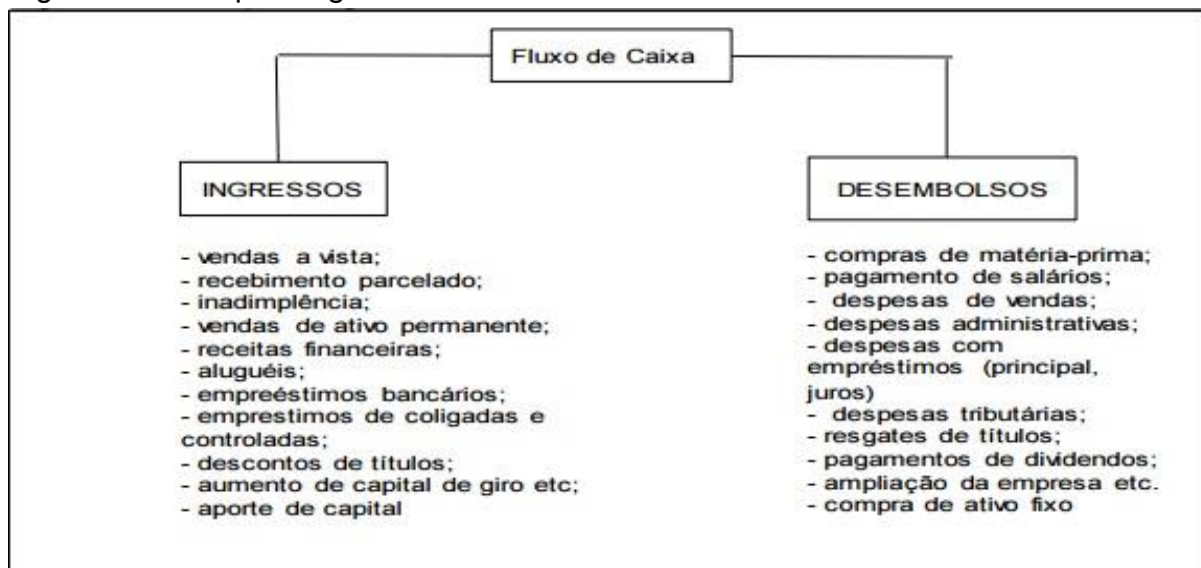 Fluxo de Caixa
INGRESSOS
- vendas a vista;
- recebimento parcelado;
- inadimplência;
- vendas de ativo permanente;
- receitas financeiras;
- aluguéis;
- empreéstimos bancários;
- emprestimos de coligadas e
controladas;
- descontos de títulos;
- aumento de capital de giro etc;
- aporte de capital
DESEMBOLSOS
- compras de matéria-prima;
- pagamento de salários;
- despesas de vendas;
- despesas administrativas;
- despesas com
empréstimos (principal,
juros)
- despesas tributárias;
- resgates de títulos;
- pagamentos de dividendos;
- ampliação da empresa etc.
- compra de ativo fixo